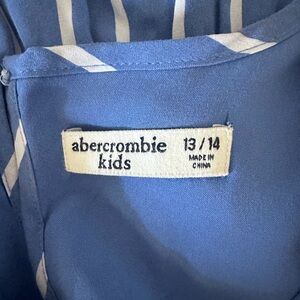 abercrombie
kids
13 / 14
MADE IN
CHINA